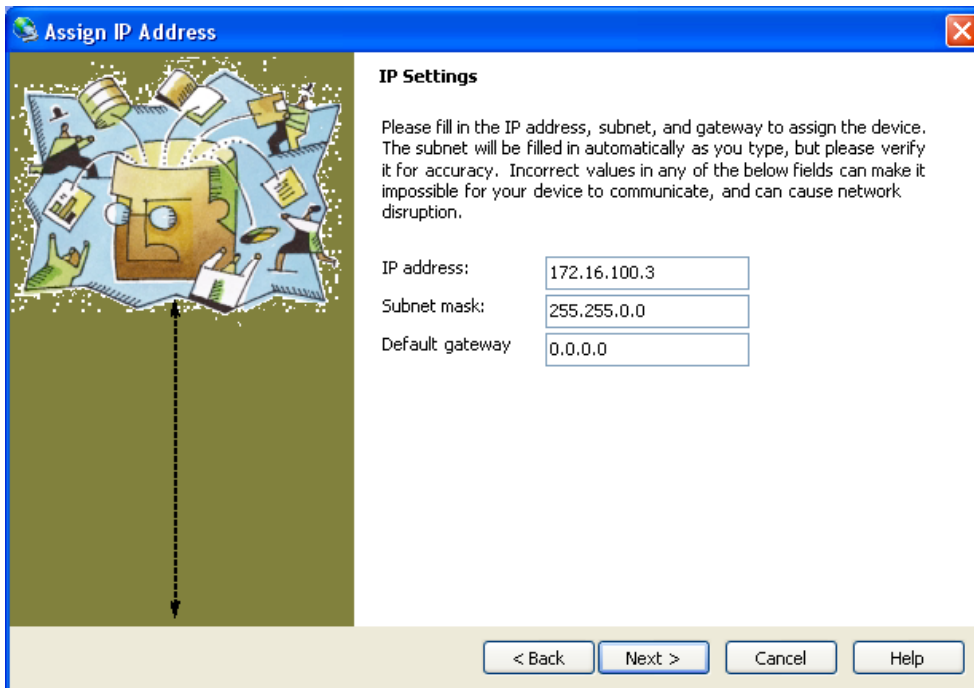 Assign IP Address
IP Settings
Please fill in the IP address, subnet, and gateway to assign the device.
The subnet will be filled in automatically as you type, but please verify
it for accuracy.  Incorrect values in any of the below fields can make it
impossible for your device to communicate, and can cause network
disruption.
IP address: 172.16.100.3
Subnet mask: 255.255.0.0
Default gateway 0.0.0.0
< Back Next > Cancel Help